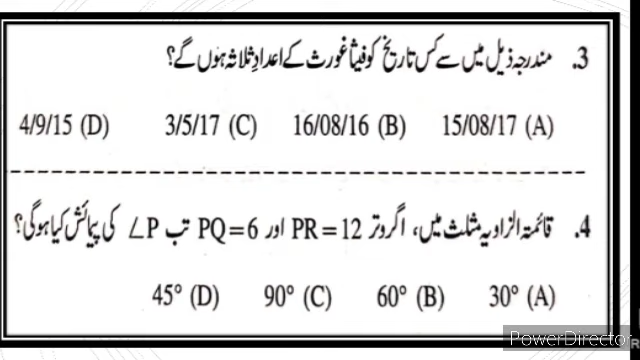 3. مندرجہ ذیل میں سے کس تاریخ کو فیثا غورث کے اعدادِ ثلاثہ ہوں گے؟
15/08/17 (A) 16/08/16 (B) 3/5/17 (C) 4/9/15 (D)
4. قائمتہ الزاویہ مثلث میں، اگر وتر PR = 12 اور PQ = 6 تب ∠P کی پیمائش کیا ہوگی؟
30° (A) 60° (B) 90° (C) 45° (D)
PowerDirector